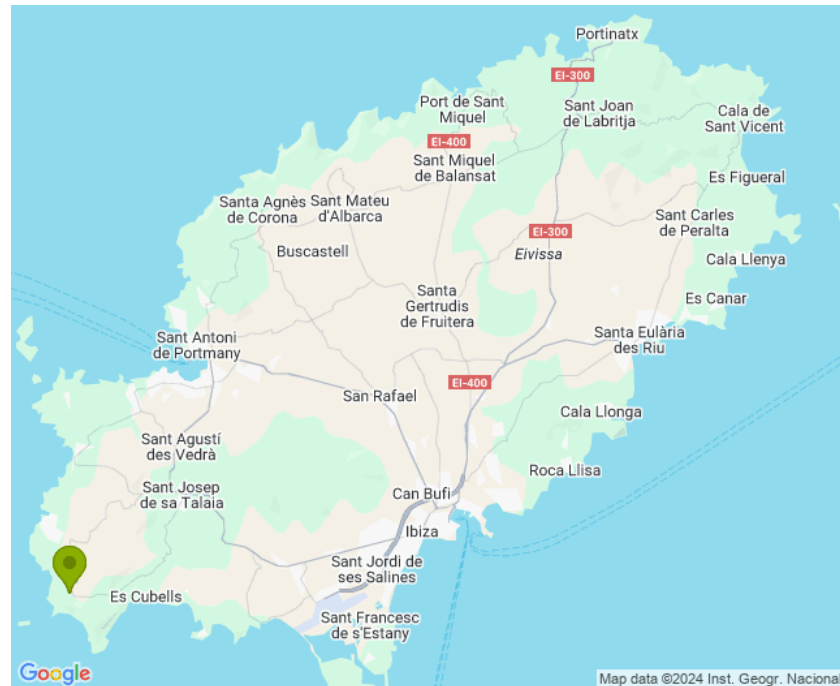 Portinatx
EI-300
Port de Sant
Miquel
Sant Joan
de Labritja
Cala de
Sant Vicent
EI-400
Sant Miquel
de Balansat
Es Figueral
Santa Agnès
de Corona
Sant Mateu
d'Albarca
Sant Carles
de Peralta
EI-300
Buscastell
Eivissa
Cala Llenya
Santa
Gertrudis
de Fruitera
Es Canar
Sant Antoni
de Portmany
Santa Eulària
des Riu
EI-400
San Rafael
Cala Llonga
Sant Agustí
des Vedrà
Roca Llisa
Sant Josep
de sa Talaia
Can Bufi
Ibiza
Sant Jordi de
ses Salines
Es Cubells
Sant Francesc
de s'Estany
Google
Map data ©2024 Inst. Geogr. Nacional